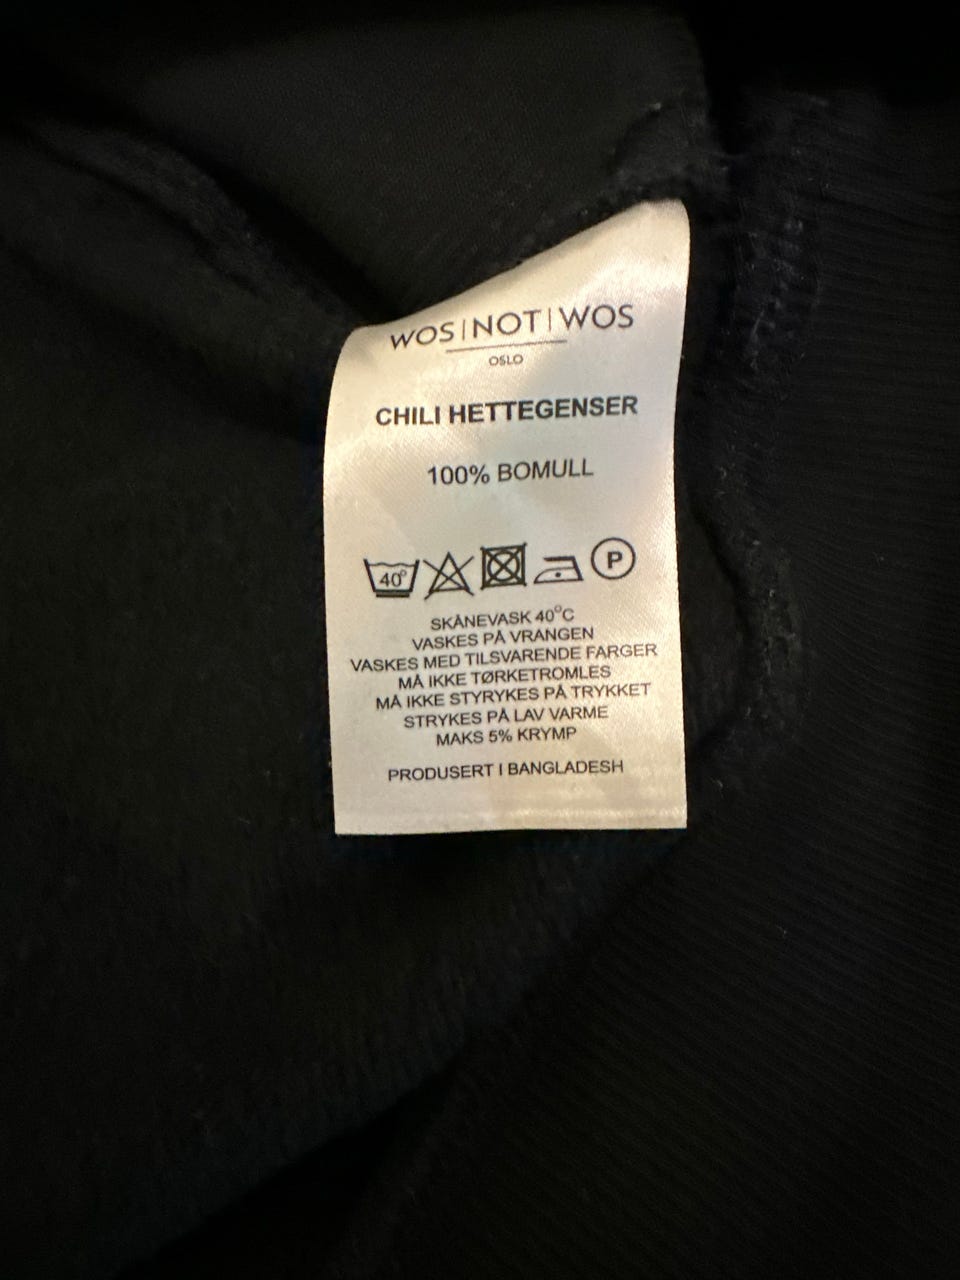 WOS|NOT|WOS
OSLO
CHILI HETTEGENSER
100% BOMULL
40° P
SKÅNEVASK 40°C
VASKES PÅ VRANGEN
VASKES MED TILSVARENDE FARGER
MÅ IKKE TØRKETROMLES
MÅ IKKE STYRYKES PÅ TRYKKET
STRYKES PÅ LAV VARME
MAKS 5% KRYMP
PRODUSERT I BANGLADESH